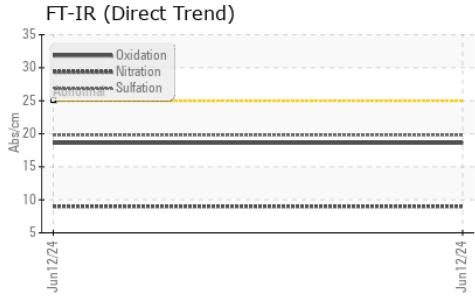 FT-IR (Direct Trend)
35
30
25
20
15
10
5
Abs/cm
Oxidation
Nitration
Sulfation
Abnormal
Jun12/24
Jun12/24